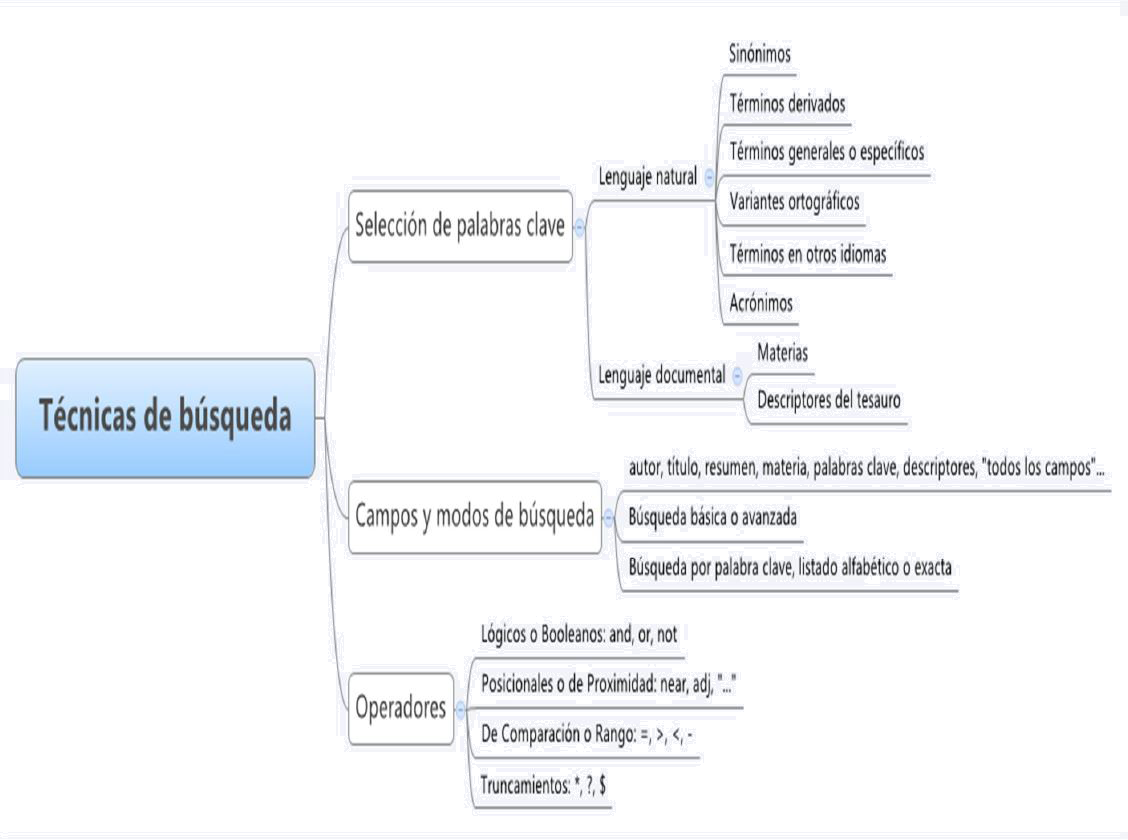 Técnicas de búsqueda
Selección de palabras clave
Lenguaje natural
Sinónimos
Términos derivados
Términos generales o específicos
Variantes ortográficos
Términos en otros idiomas
Acrónimos
Lenguaje documental
Materias
Descriptores del tesauro
Campos y modos de búsqueda
autor, título, resumen, materia, palabras clave, descriptores, "todos los campos"...
Búsqueda básica o avanzada
Búsqueda por palabra clave, listado alfabético o exacta
Operadores
Lógicos o Booleanos: and, or, not
Posicionales o de Proximidad: near, adj, "..."
De Comparación o Rango: =, >, <, -
Truncamientos: *, ?, $